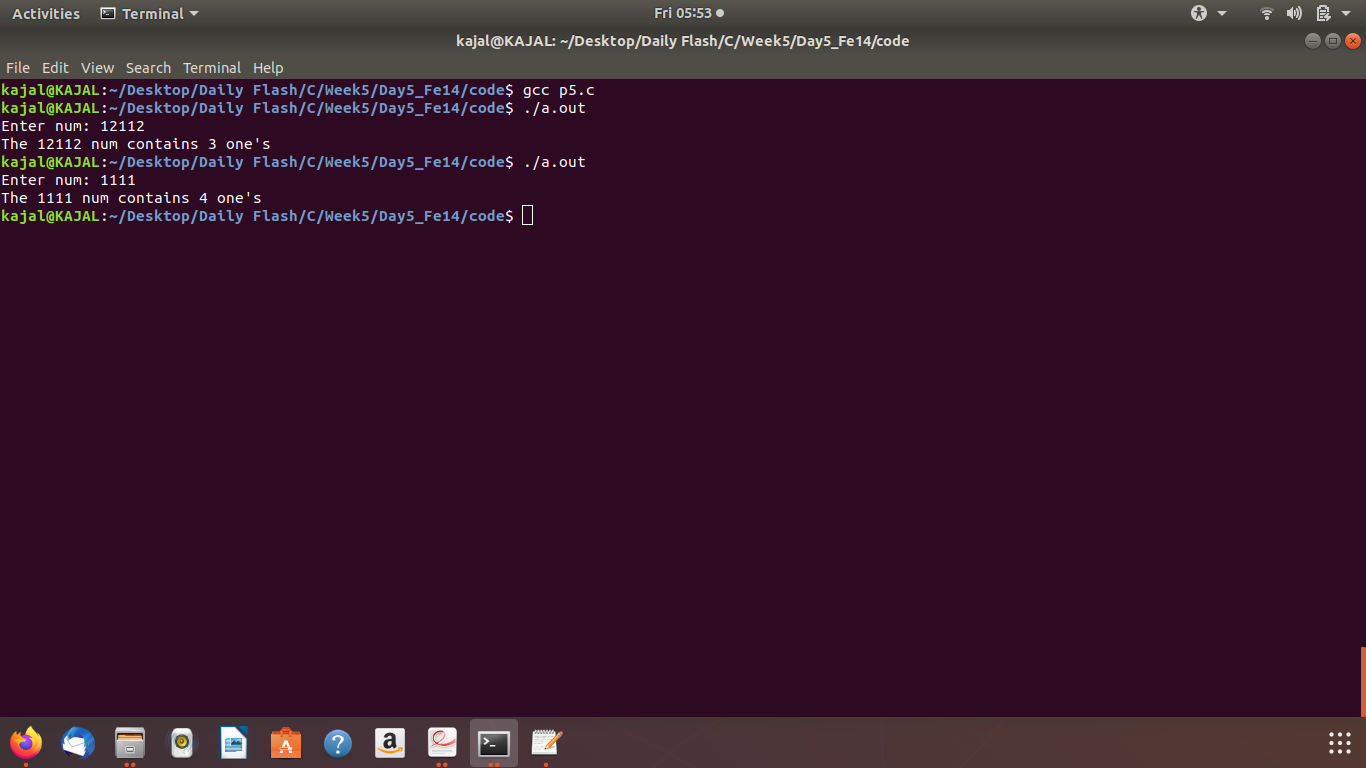 Activities Terminal Fri 05:53
kajal@KAJAL: ~/Desktop/Daily Flash/C/Week5/Day5_Fe14/code
File Edit View Search Terminal Help
kajal@KAJAL:~/Desktop/Daily Flash/C/Week5/Day5_Fe14/code$ gcc p5.c
kajal@KAJAL:~/Desktop/Daily Flash/C/Week5/Day5_Fe14/code$ ./a.out
Enter num: 12112
The 12112 num contains 3 one's
kajal@KAJAL:~/Desktop/Daily Flash/C/Week5/Day5_Fe14/code$ ./a.out
Enter num: 1111
The 1111 num contains 4 one's
kajal@KAJAL:~/Desktop/Daily Flash/C/Week5/Day5_Fe14/code$